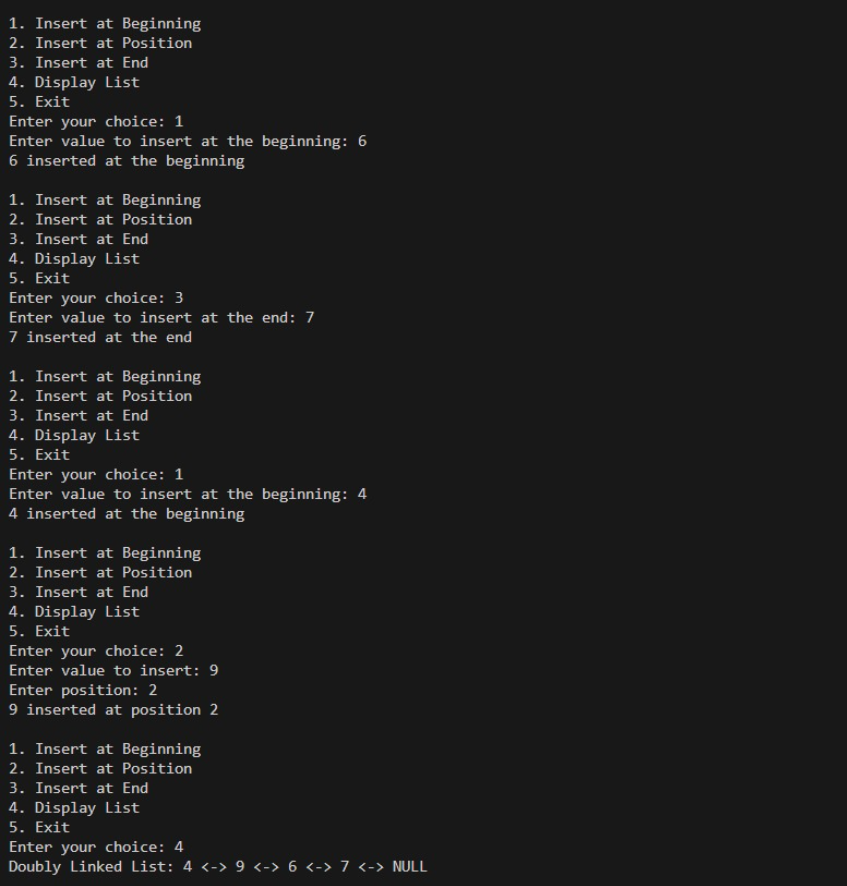 1. Insert at Beginning
2. Insert at Position
3. Insert at End
4. Display List
5. Exit
Enter your choice: 1
Enter value to insert at the beginning: 6
6 inserted at the beginning
1. Insert at Beginning
2. Insert at Position
3. Insert at End
4. Display List
5. Exit
Enter your choice: 3
Enter value to insert at the end: 7
7 inserted at the end
1. Insert at Beginning
2. Insert at Position
3. Insert at End
4. Display List
5. Exit
Enter your choice: 1
Enter value to insert at the beginning: 4
4 inserted at the beginning
1. Insert at Beginning
2. Insert at Position
3. Insert at End
4. Display List
5. Exit
Enter your choice: 2
Enter value to insert: 9
Enter position: 2
9 inserted at position 2
1. Insert at Beginning
2. Insert at Position
3. Insert at End
4. Display List
5. Exit
Enter your choice: 4
Doubly Linked List: 4 <-> 9 <-> 6 <-> 7 <-> NULL